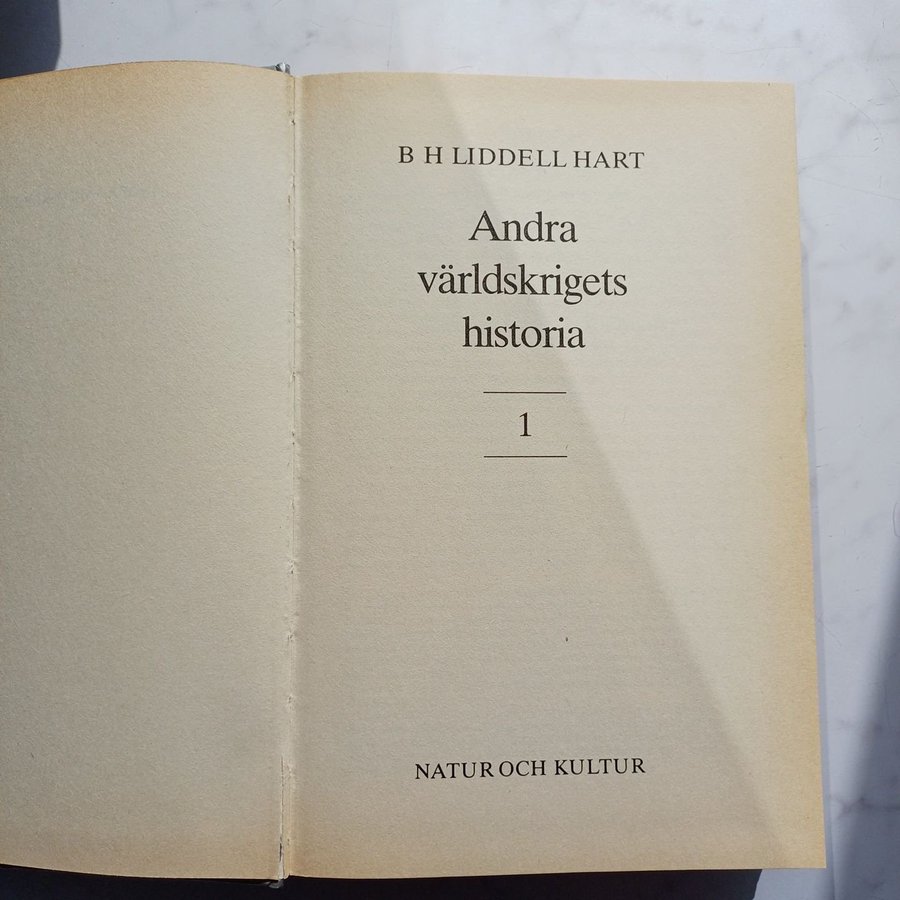 B H LIDDELL HART
Andra
världskrigets
historia
1
NATUR OCH KULTUR